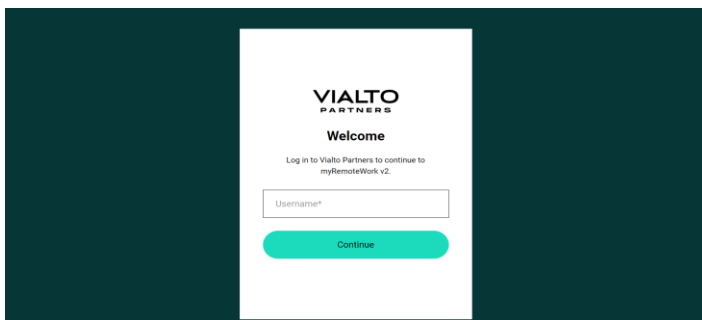 VIALTO
PARTNERS
Welcome
Log in to Vialto Partners to continue to
myRemoteWork v2.
Username*
Continue